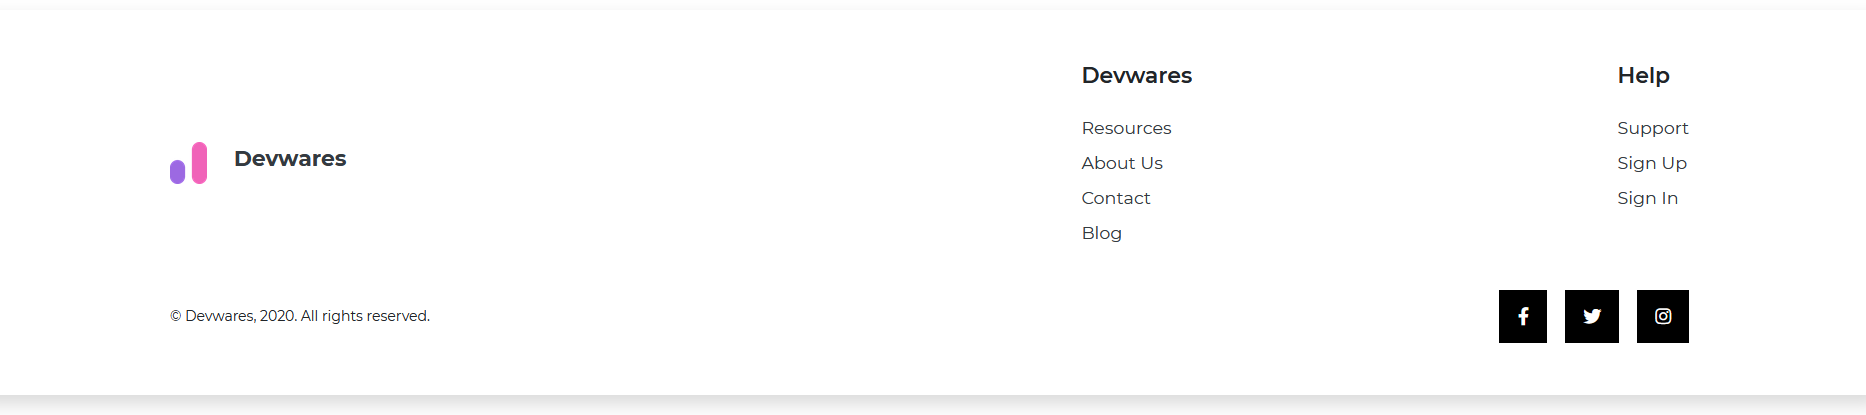 Devwares
Devwares
Resources
About Us
Contact
Blog
Help
Support
Sign Up
Sign In
© Devwares, 2020. All rights reserved.